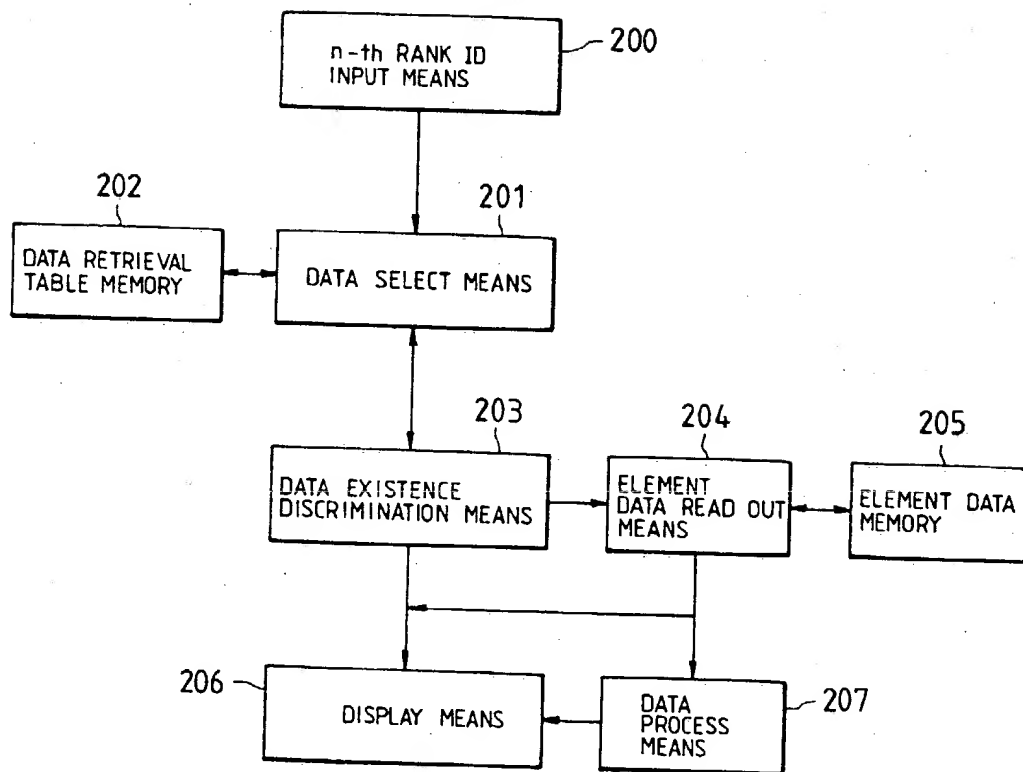 200
n-th RANK ID
INPUT MEANS
202
201
DATA RETRIEVAL
TABLE MEMORY
DATA SELECT MEANS
203
204
205
DATA EXISTENCE
DISCRIMINATION MEANS
ELEMENT
DATA READ OUT
MEANS
ELEMENT DATA
MEMORY
206
DISPLAY MEANS
DATA
PROCESS
MEANS
207